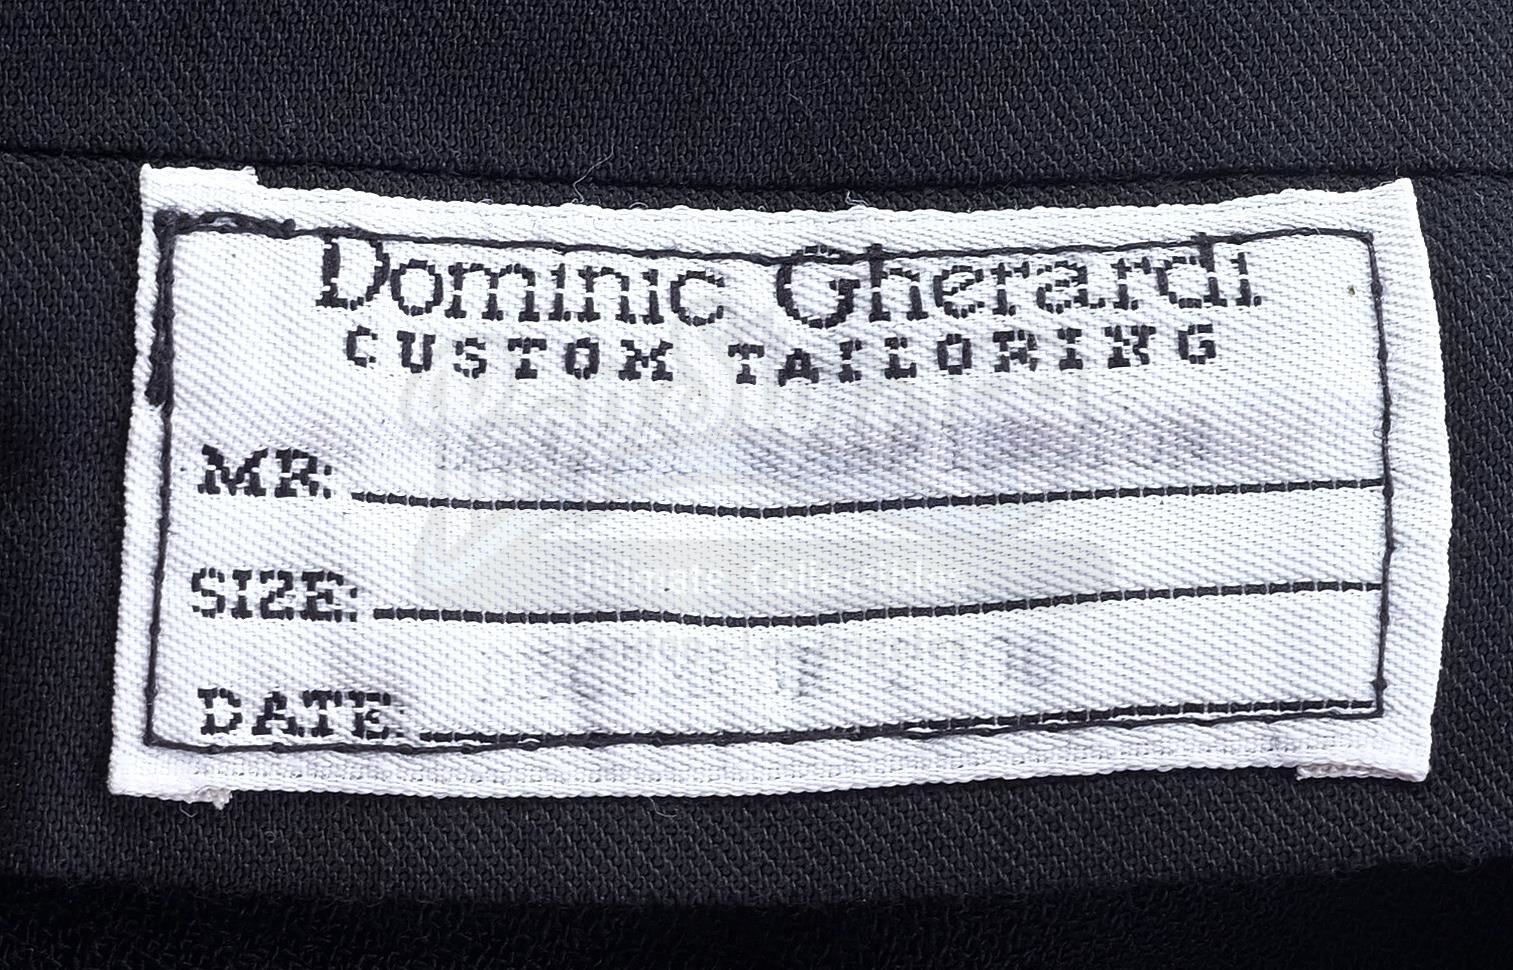 Dominic Gherardi
CUSTOM TAILORING
MR:
SIZE:
DATE: